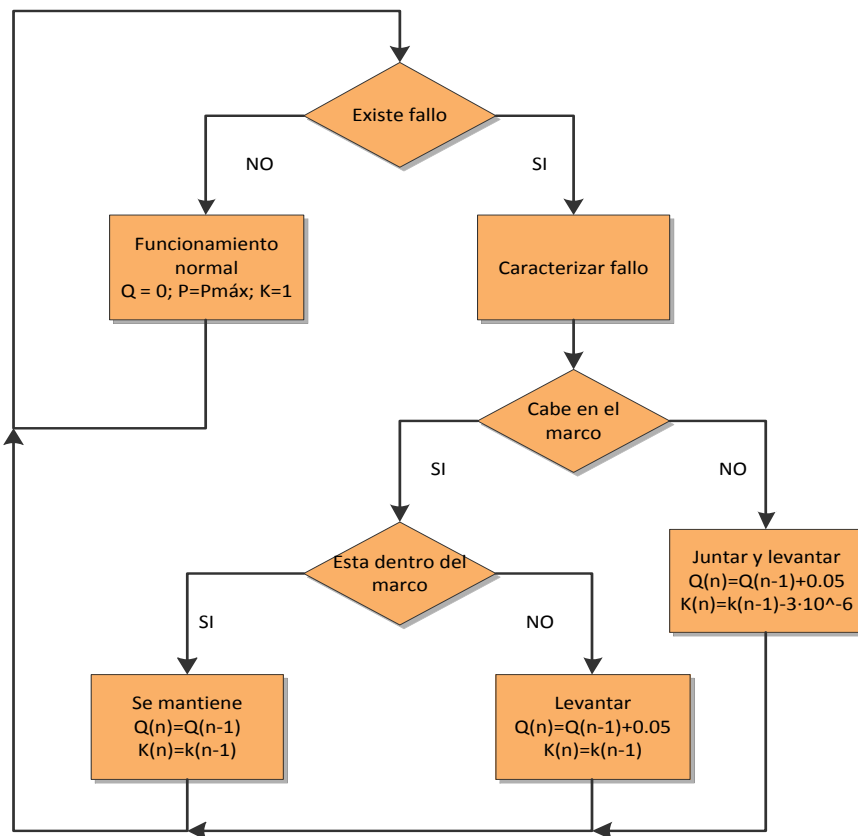 Existe fallo
NO
SI
Funcionamiento
normal
Q = 0; P=Pmáx; K=1
Caracterizar fallo
Cabe en el
marco
SI
NO
Esta dentro del
marco
Juntar y levantar
Q(n)=Q(n-1)+0.05
K(n)=k(n-1)-3·10^-6
SI
NO
Se mantiene
Q(n)=Q(n-1)
K(n)=k(n-1)
Levantar
Q(n)=Q(n-1)+0.05
K(n)=k(n-1)